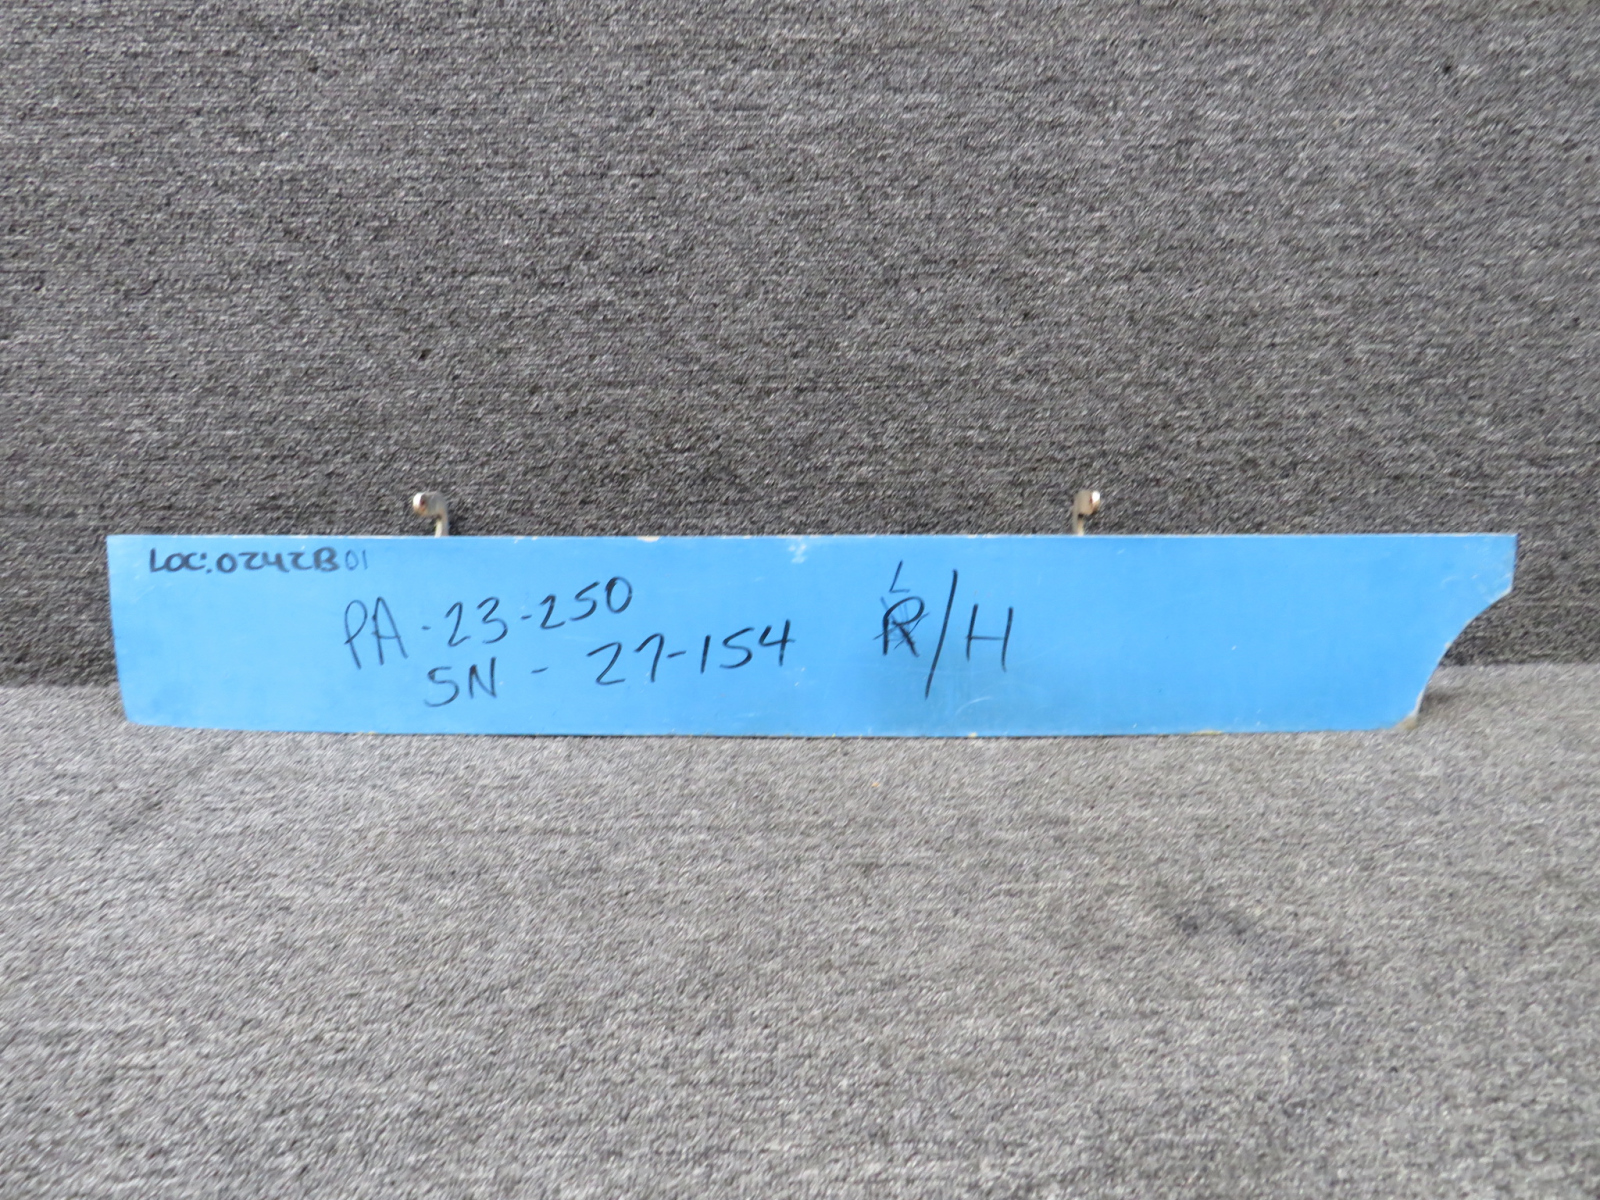 LOC: 0242B01
PA-23-250
SN - 27-154
L/H